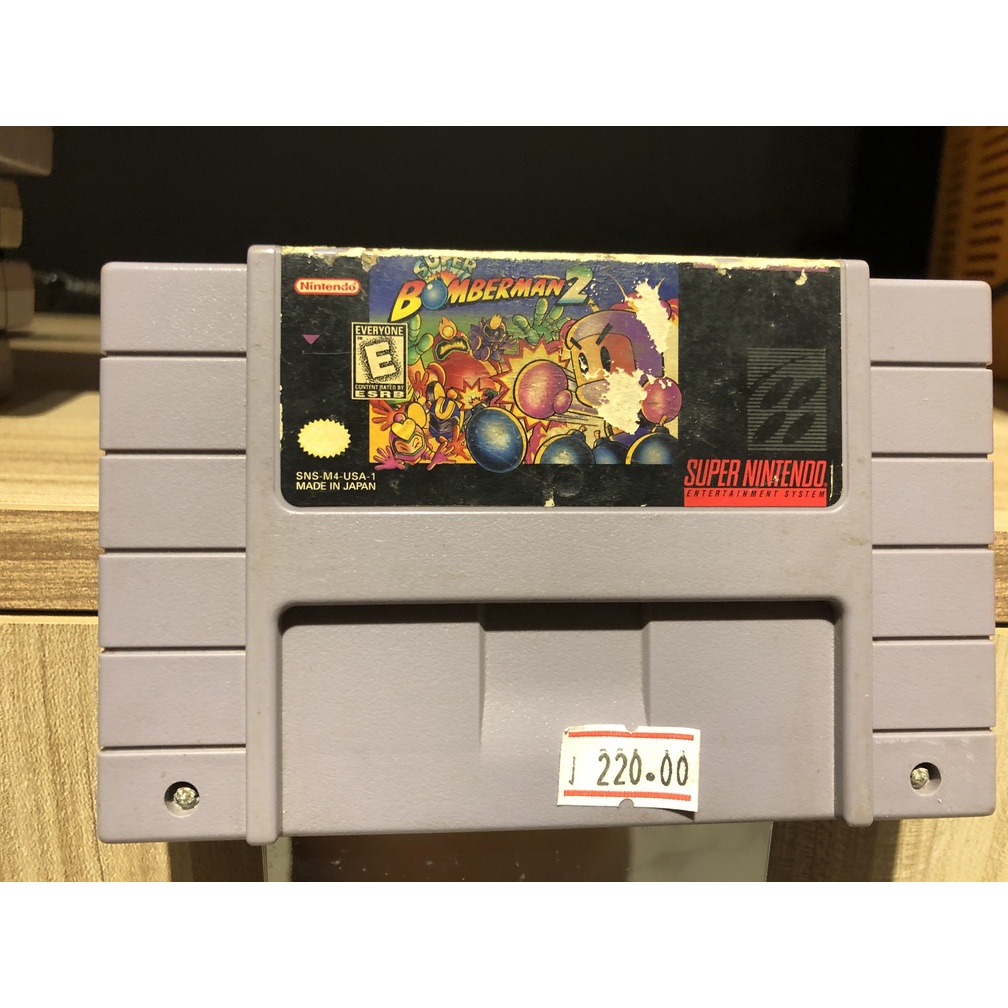 Nintendo
SUPER
BOMBERMAN 2
EVERYONE
E
CONTENT RATED BY
ESRB
SNS-M4-USA-1
MADE IN JAPAN
SUPER NINTENDO
ENTERTAINMENT SYSTEM
220.00